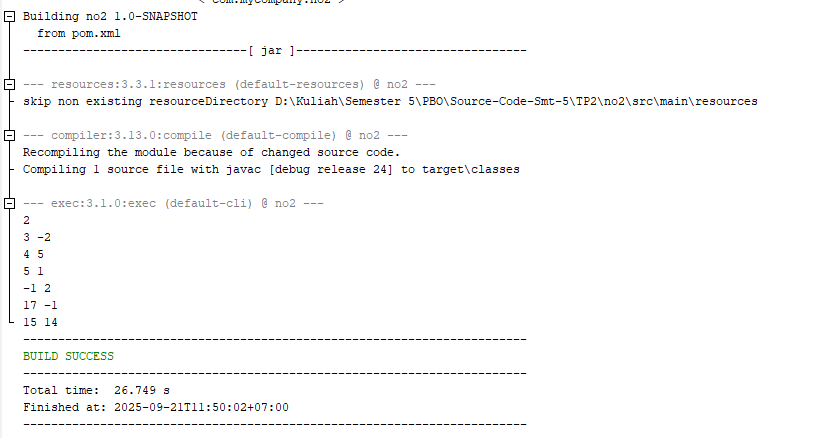 Building no2 1.0-SNAPSHOT
from pom.xml
--------------------------------[ jar ]---------------------------------
--- resources:3.3.1:resources (default-resources) @ no2 ---
skip non existing resourceDirectory D:\Kuliah\Semester 5\PBO\Source-Code-Smt-5\TP2\no2\src\main\resources
--- compiler:3.13.0:compile (default-compile) @ no2 ---
Recompiling the module because of changed source code.
Compiling 1 source file with javac [debug release 24] to target\classes
--- exec:3.1.0:exec (default-cli) @ no2 ---
2
3 -2
4 5
5 1
-1 2
17 -1
15 14
------------------------------------------------------------------------
BUILD SUCCESS
------------------------------------------------------------------------
Total time:  26.749 s
Finished at: 2025-09-21T11:50:02+07:00
------------------------------------------------------------------------